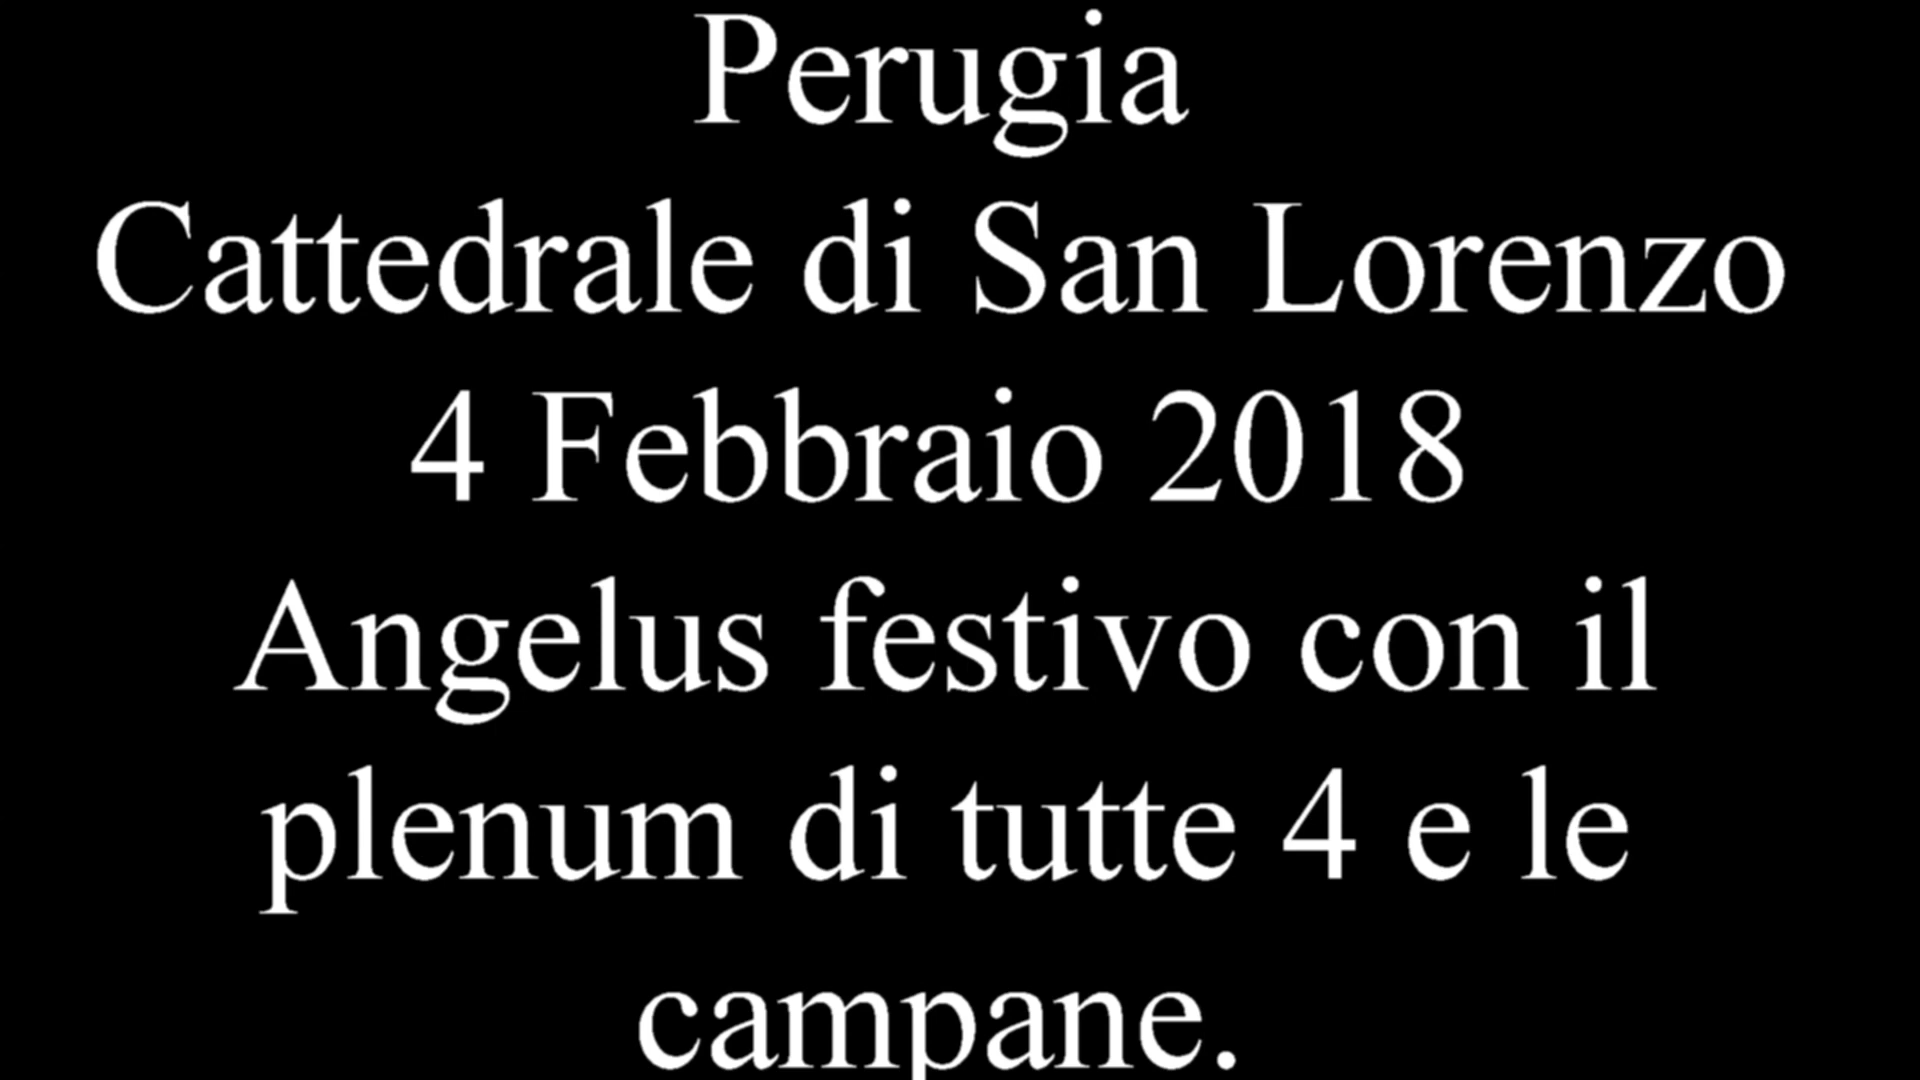 Perugia
Cattedrale di San Lorenzo
4 Febbraio 2018
Angelus festivo con il
plenum di tutte 4 e le
campane.